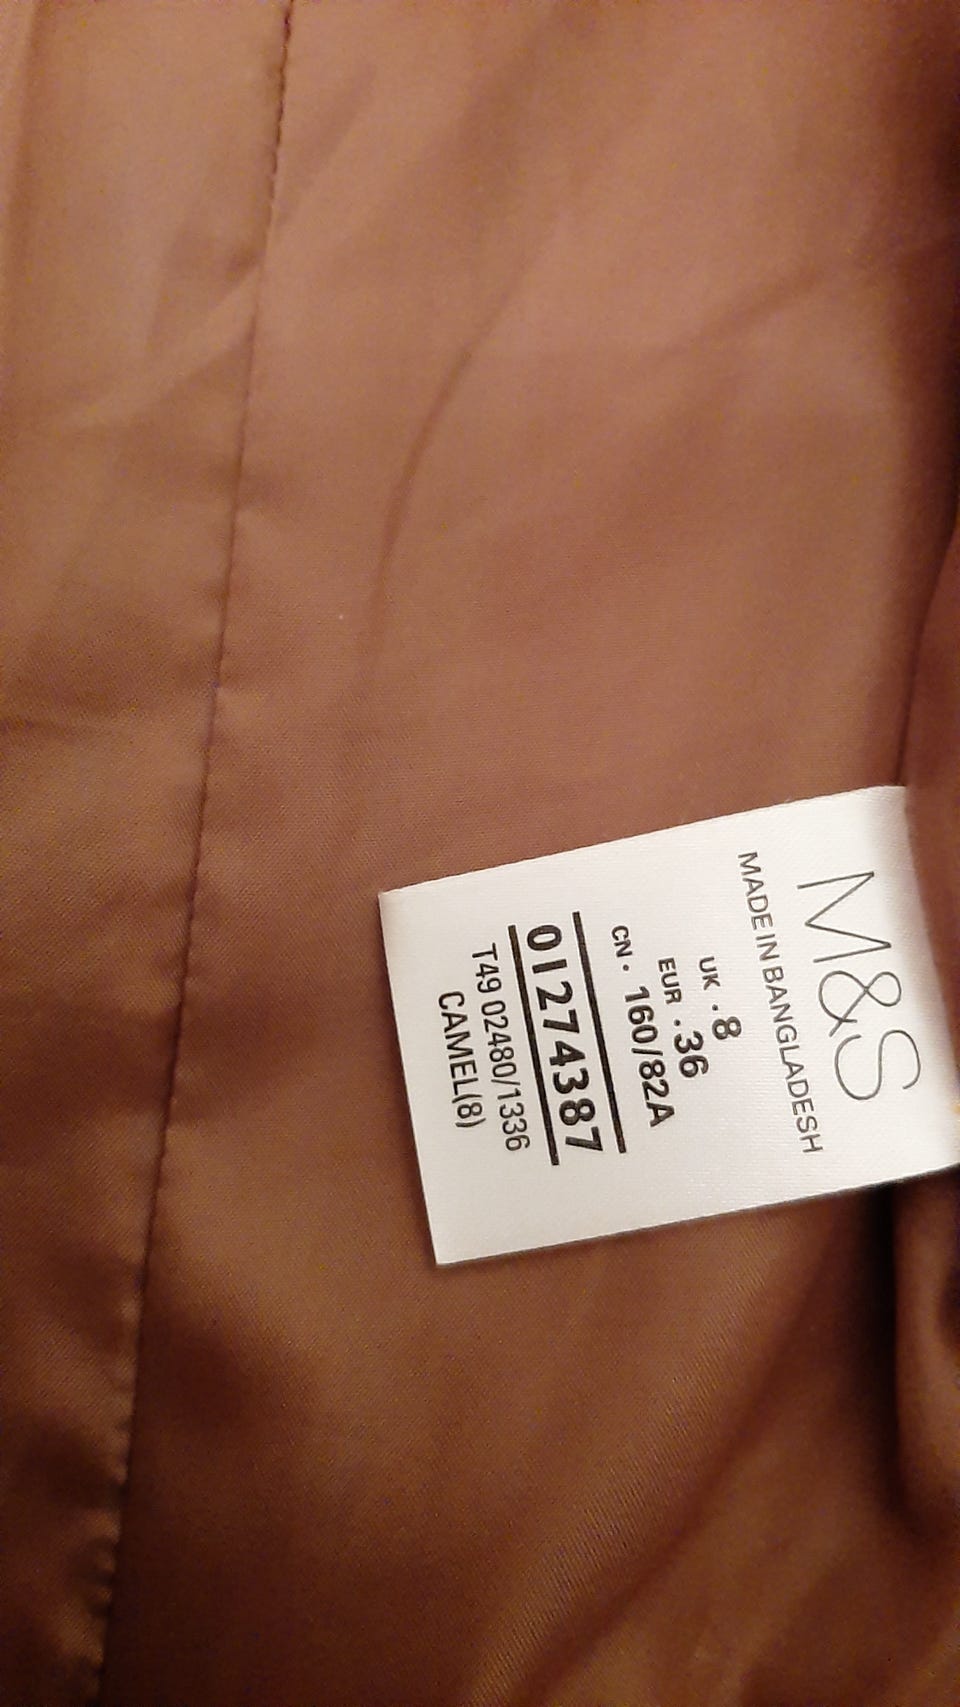 M&S
MADE IN BANGLADESH
UK . 8
EUR . 36
CN . 160/82A
01274387
T49 02480/1336
CAMEL(8)